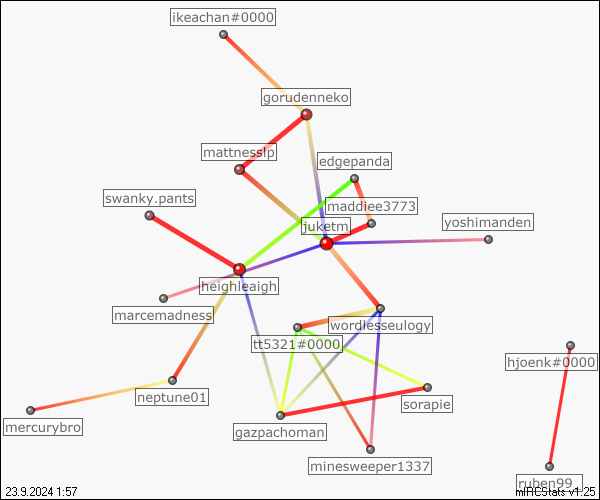 ikeachan#0000
gorudenneko
mattnesslp
edgepanda
swanky.pants
maddiee3773
juketm
yoshimanden
heighleaigh
marcemadness
wordlesseulogy
tt5321#0000
hjoenk#0000
neptune01
sorapie
mercurybro
gazpachoman
minesweeper1337
ruben99_
23.9.2024 1:57
mIRCStats v1.25